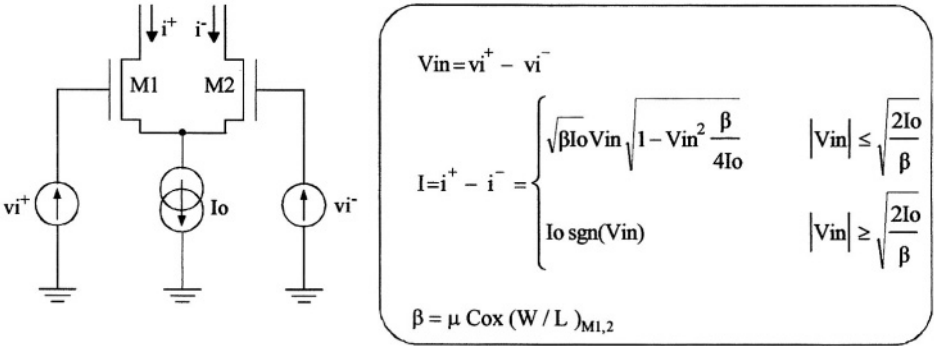 i⁺ i⁻
M1 M2
vi⁺ Io vi⁻
Vin = vi⁺ − vi⁻
I = i⁺ − i⁻ = { √(βIo) Vin √(1 − Vin² β/4Io) |Vin| ≤ √(2Io/β)
Io sgn(Vin) |Vin| ≥ √(2Io/β)
β = μ Cox (W / L )M1,2